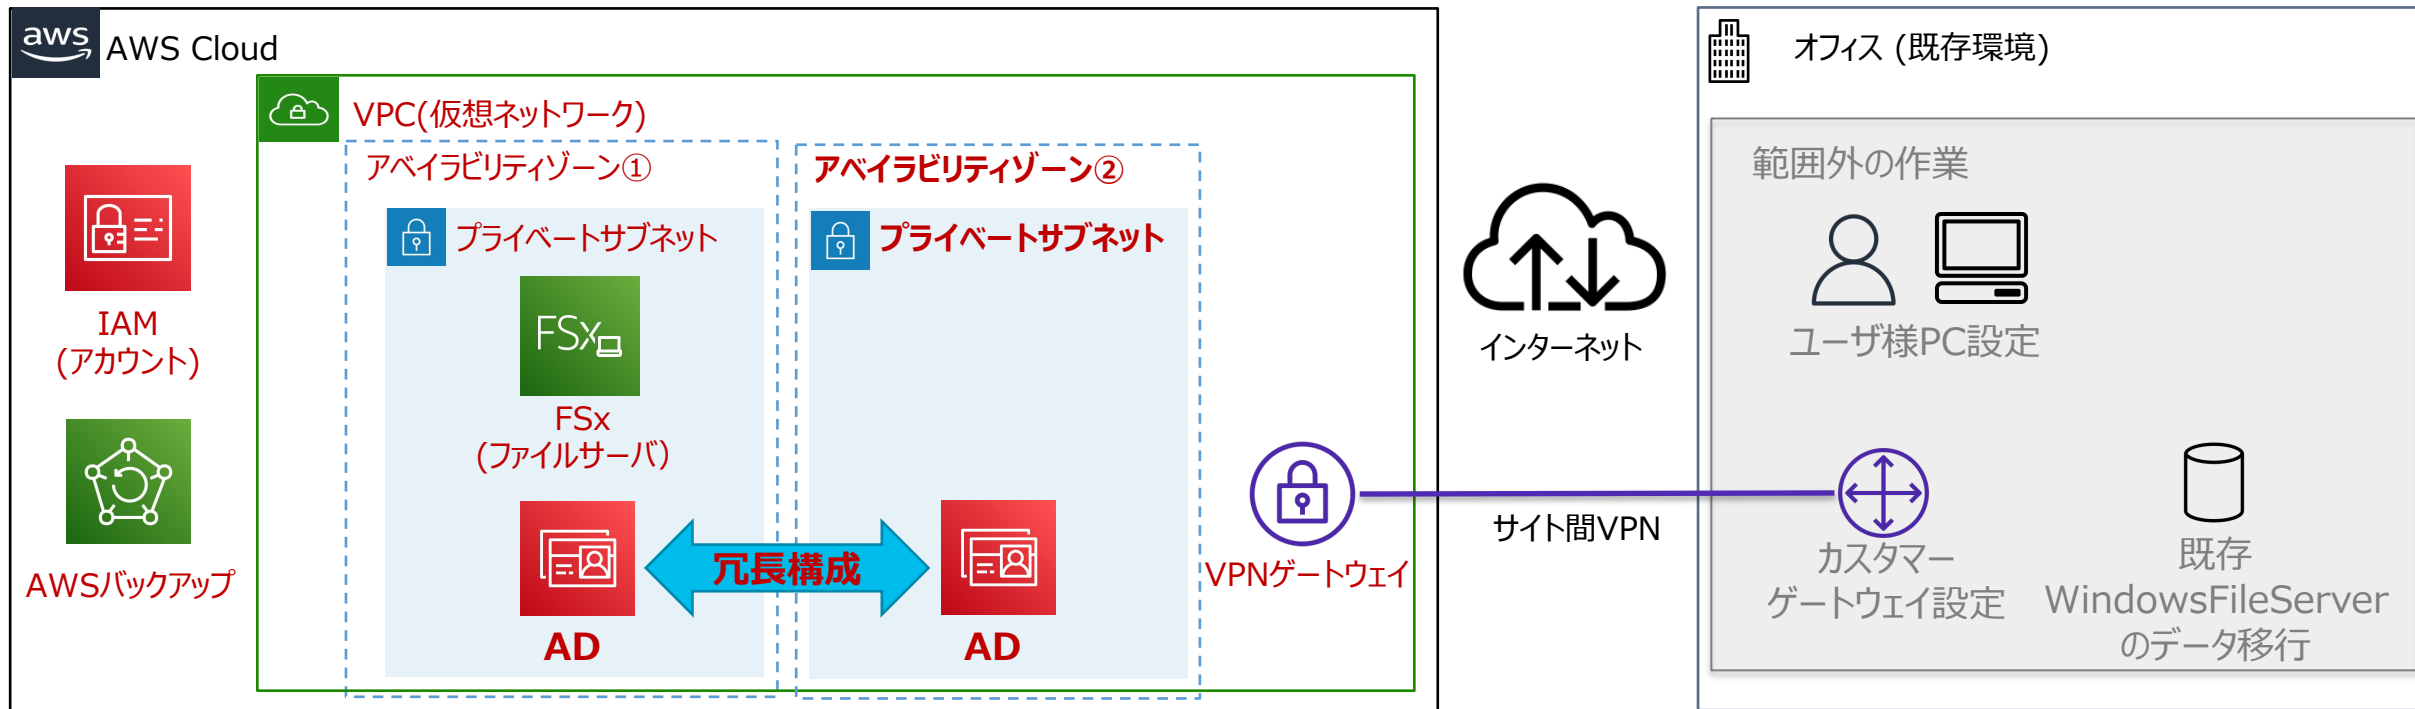 aws
AWS Cloud
VPC(仮想ネットワーク)
アベイラビリティゾーン①
プライベートサブネット
FSx
FSx
(ファイルサーバ)
AD
冗長構成
アベイラビリティゾーン②
プライベートサブネット
AD
IAM
(アカウント)
AWSバックアップ
VPNゲートウェイ
インターネット
サイト間VPN
オフィス (既存環境)
範囲外の作業
ユーザ様PC設定
カスタマー
ゲートウェイ設定
既存
WindowsFileServer
のデータ移行